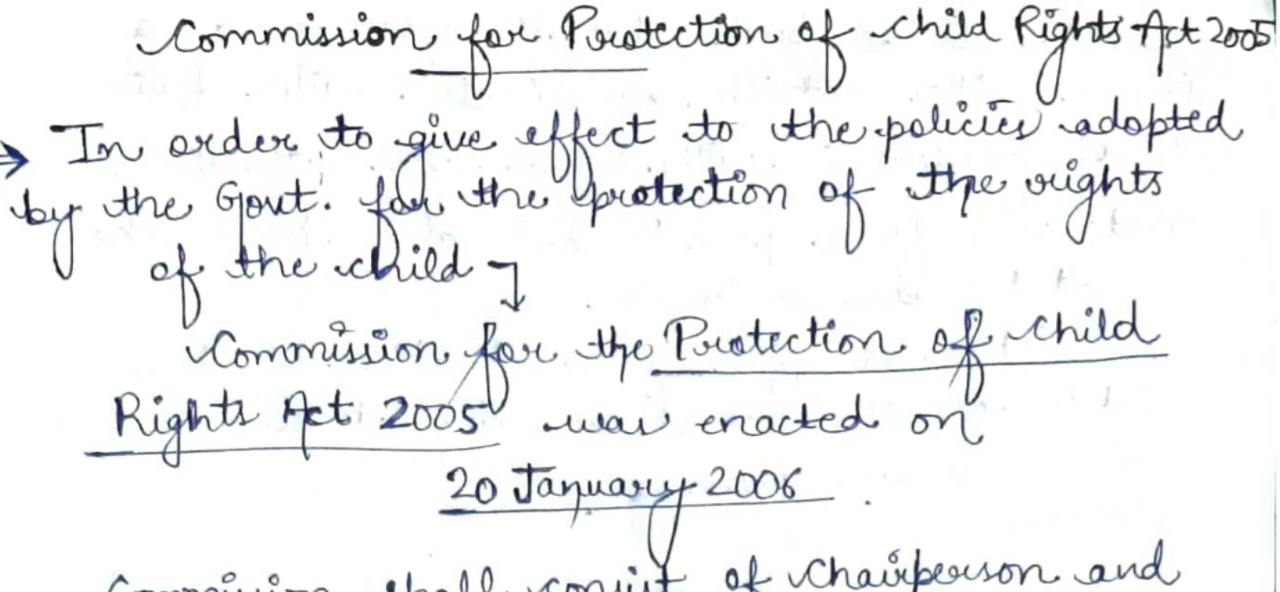 Commission for Protection of child Rights Act 2005
→ In order to give effect to the policies adopted
by the Govt. for the protection of the rights
of the child
Commission for the Protection of child
Rights Act 2005 was enacted on
20 January 2006
shall consist of Chairperson and